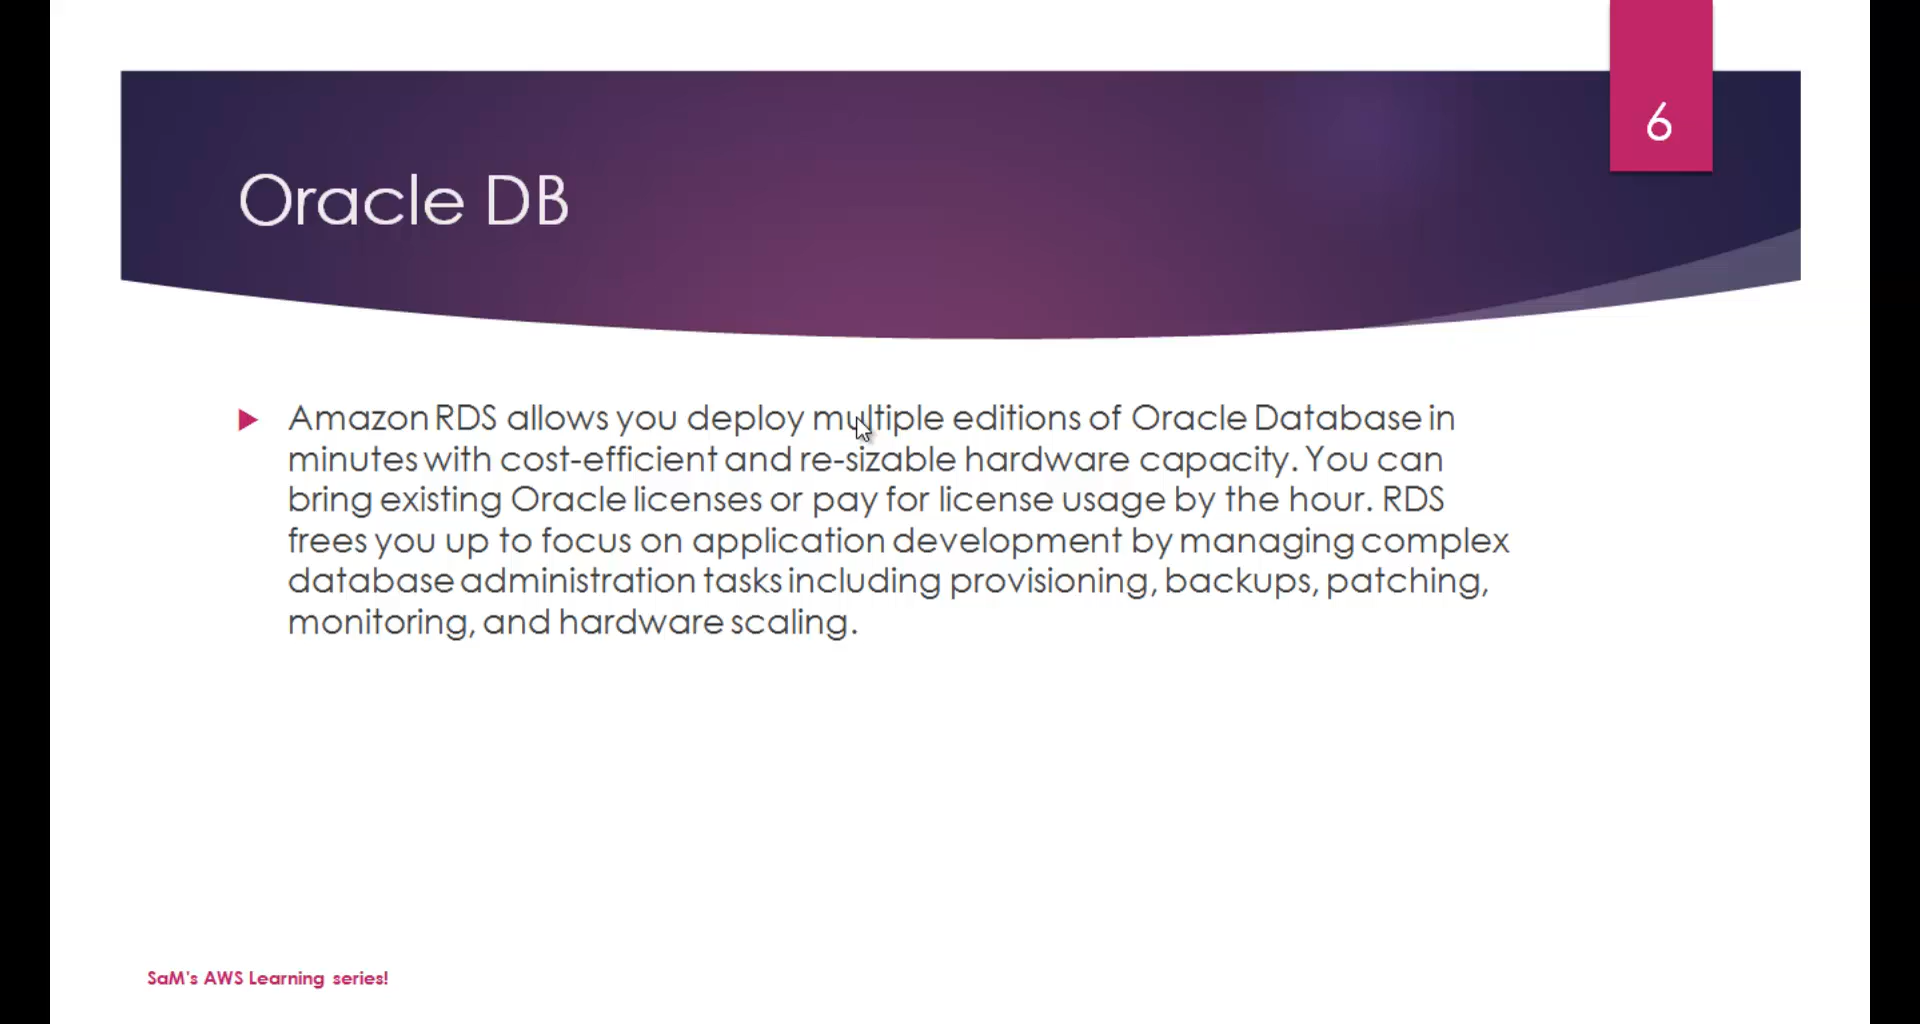 6
Oracle DB
Amazon RDS allows you deploy multiple editions of Oracle Database in
minutes with cost-efficient and re-sizable hardware capacity. You can
bring existing Oracle licenses or pay for license usage by the hour. RDS
frees you up to focus on application development by managing complex
database administration tasks including provisioning, backups, patching,
monitoring, and hardware scaling.
SaM's AWS Learning series!